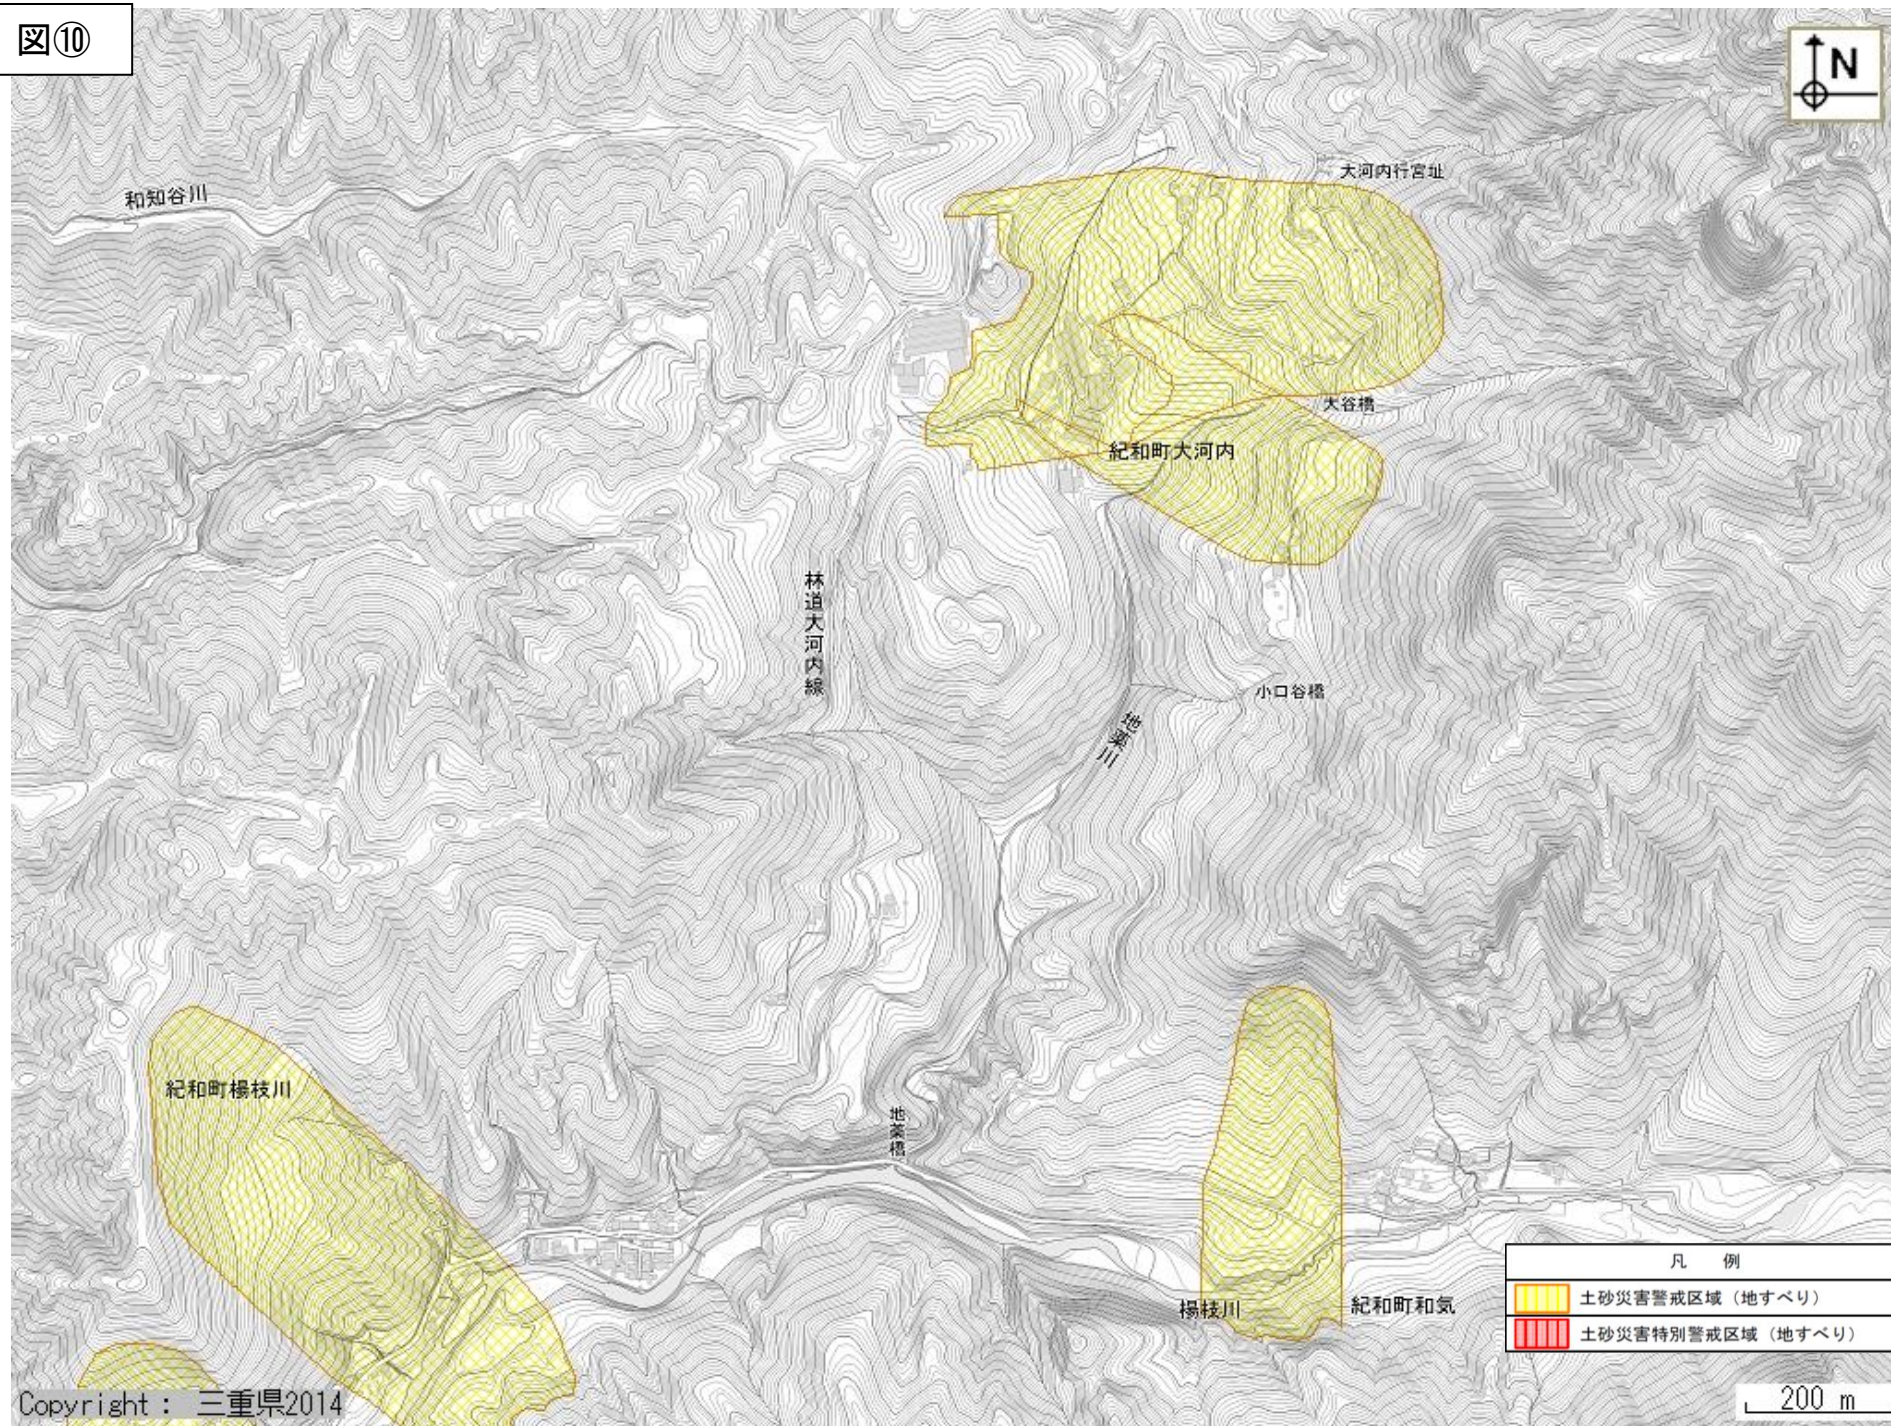 図⑩
N
大河内行宮址
和知谷川
大谷橋
紀和町大河内
林道大河内線
小口谷橋
地薬川
紀和町楊枝川
地薬橋
楊枝川
紀和町和気
凡 例
土砂災害警戒区域（地すべり）
土砂災害特別警戒区域（地すべり）
Copyright： 三重県2014
200 m